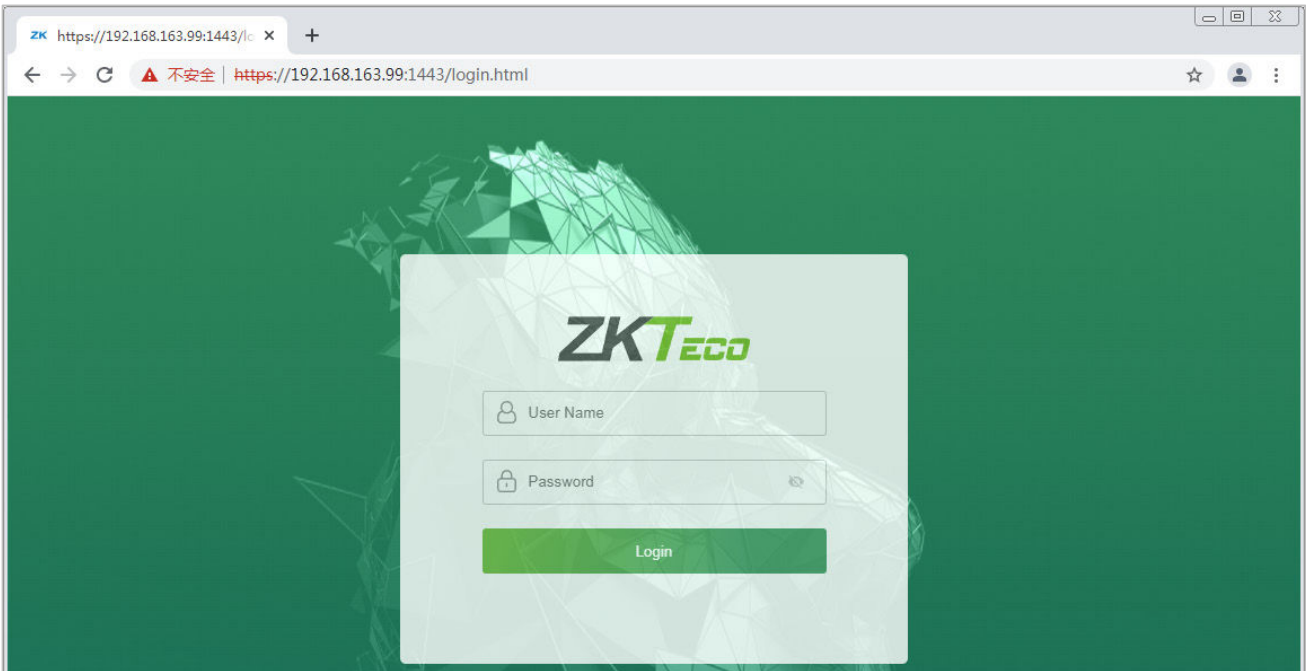 ZK https://192.168.163.99:1443/lo
不安全 https://192.168.163.99:1443/login.html
ZKTeco
User Name
Password
Login